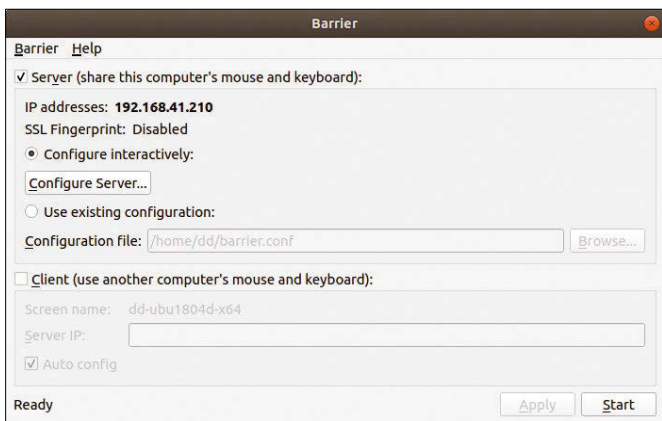 Barrier
Barrier Help
Server (share this computer's mouse and keyboard):
IP addresses: 192.168.41.210
SSL Fingerprint: Disabled
Configure interactively:
Configure Server...
Use existing configuration:
Configuration file: /home/dd/barrier.conf Browse...
Client (use another computer's mouse and keyboard):
Screen name: dd-ubu1804d-x64
Server IP:
Auto config
Ready Apply Start